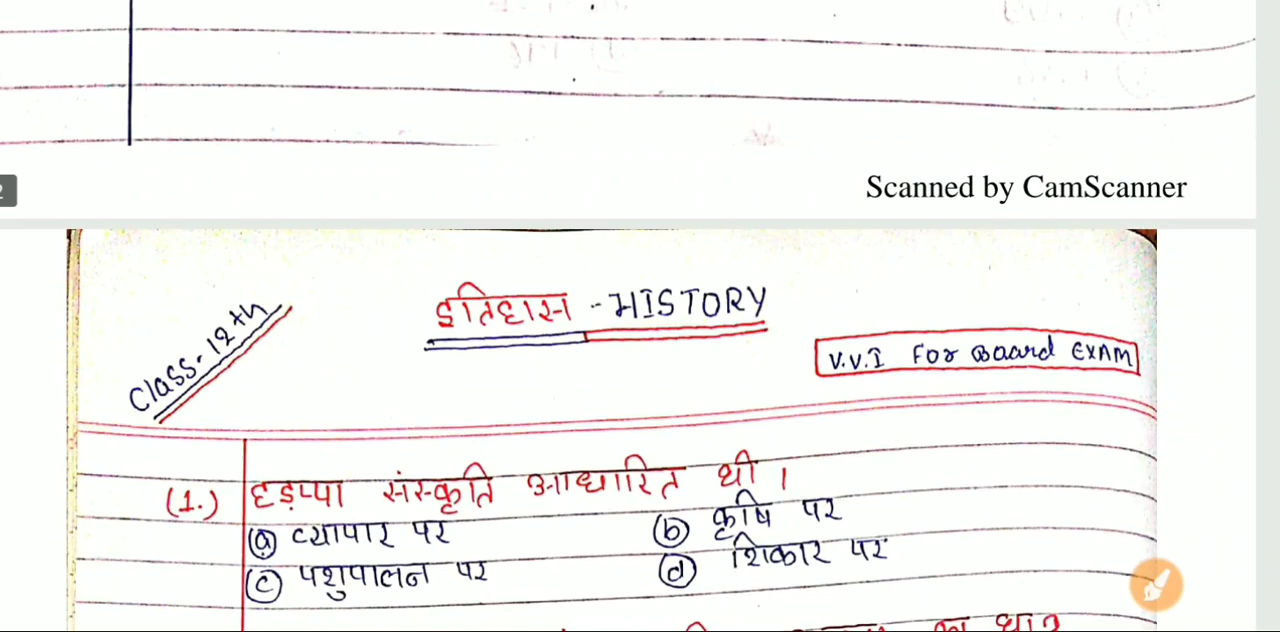 2
Scanned by CamScanner
Class-12th
इतिहास - HISTORY
V.V.I For Board EXAM
(1.) हड़प्पा संस्कृति आधारित थी।
(a) व्यापार पर (b) कृषि पर
(c) पशुपालन पर (d) शिकार पर